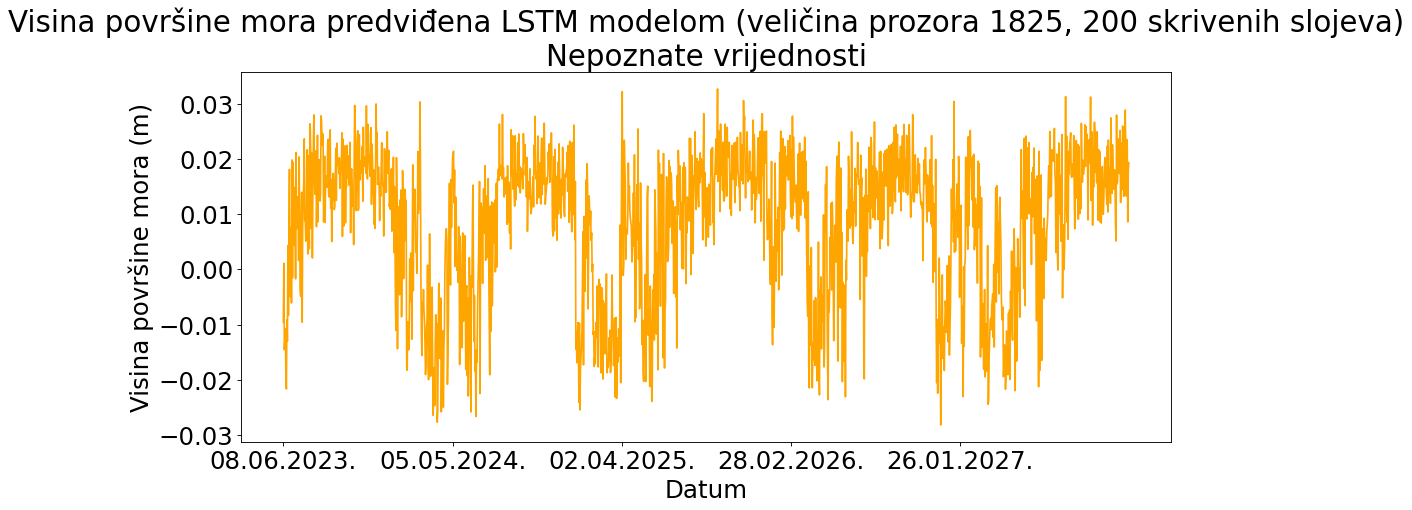 Visina površine mora predviđena LSTM modelom (veličina prozora 1825, 200 skrivenih slojeva)
Nepoznate vrijednosti
Visina površine mora (m)
0.03
0.02
0.01
0.00
−0.01
−0.02
−0.03
08.06.2023. 05.05.2024. 02.04.2025. 28.02.2026. 26.01.2027.
Datum